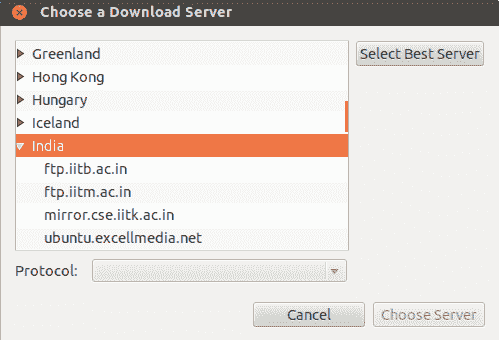 Choose a Download Server
Greenland
Select Best Server
Hong Kong
Hungary
Iceland
India
ftp.iitb.ac.in
ftp.iitm.ac.in
mirror.cse.iitk.ac.in
ubuntu.excellmedia.net
Protocol:
Cancel
Choose Server